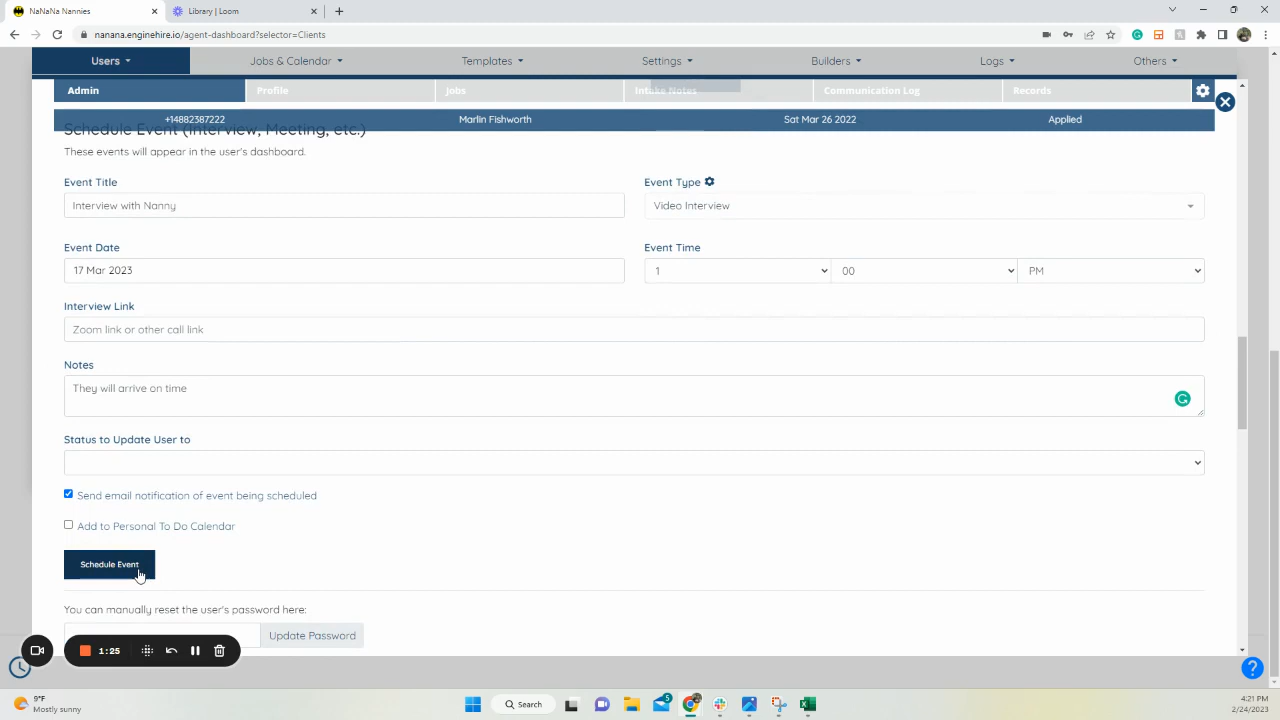 NaNaNa Nannies
Library | Loom
nanana.enginehire.io/agent-dashboard?selector=Clients
Users
Jobs & Calendar
Templates
Settings
Builders
Logs
Others
Admin
Profile
Jobs
Intake Notes
Communication Log
Records
+14882387222
Marlin Fishworth
Sat Mar 26 2022
Applied
Schedule Event (Interview, Meeting, etc.)
These events will appear in the user's dashboard.
Event Title
Event Type
Interview with Nanny
Video Interview
Event Date
Event Time
17 Mar 2023
1
00
PM
Interview Link
Zoom link or other call link
Notes
They will arrive on time
Status to Update User to
Send email notification of event being scheduled
Add to Personal To Do Calendar
Schedule Event
You can manually reset the user's password here:
Update Password
1:25
9°F
Mostly sunny
Search
5
4:21 PM
2/24/2023